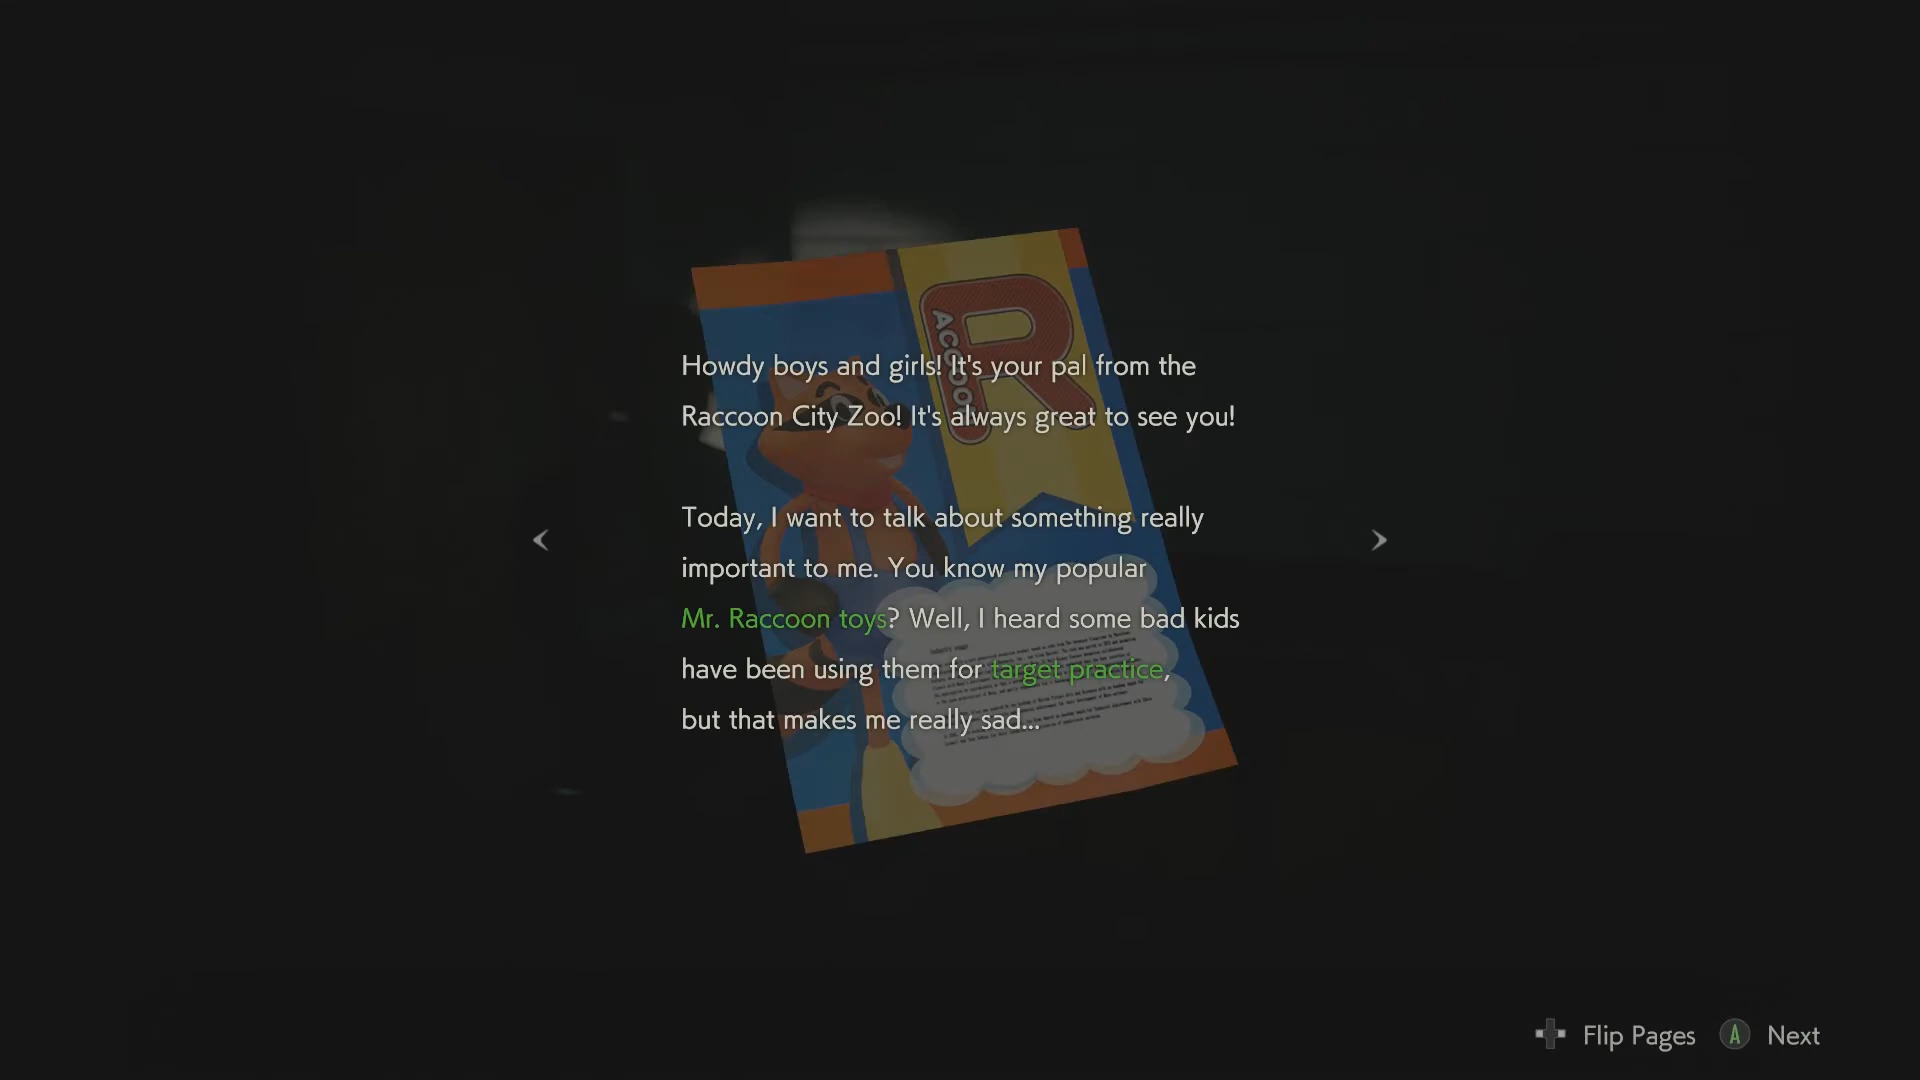 Howdy boys and girls! It's your pal from the
Raccoon City Zoo! It's always great to see you!
Today, I want to talk about something really
important to me. You know my popular
Mr. Raccoon toys? Well, I heard some bad kids
have been using them for target practice,
but that makes me really sad...
RACCOON
Flip Pages
A Next